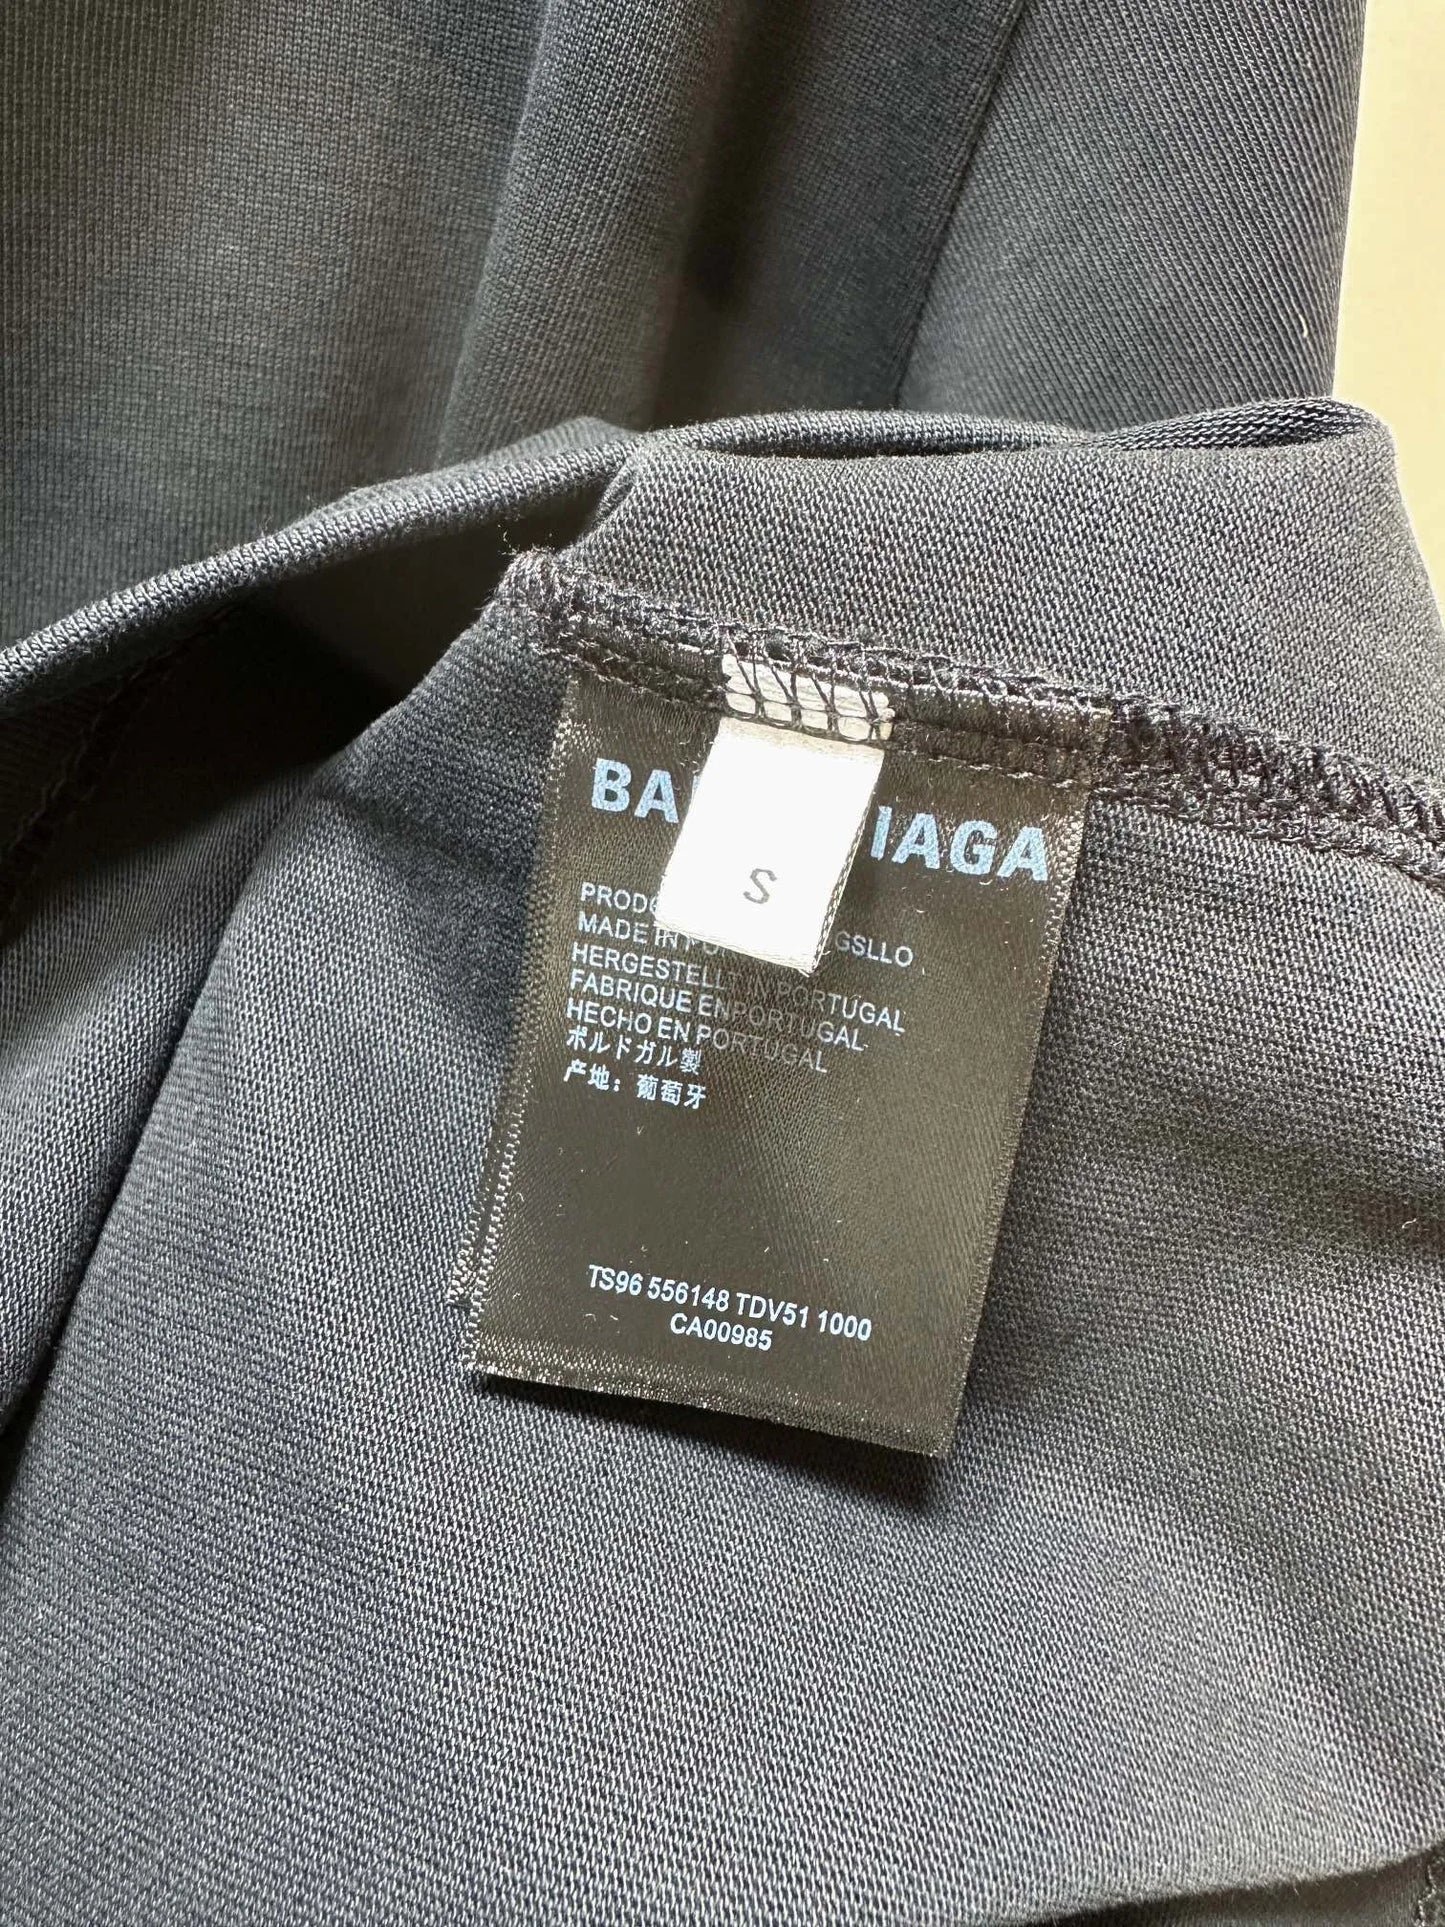 BA IAGA
S
PROD
MADE IN GSLLO
HERGESTELLT IN PORTUGAL
FABRIQUE ENPORTUGAL
HECHO EN PORTUGAL
ポルドガル製
产地：葡萄牙
TS96 556148 TDV51 1000
CA00985